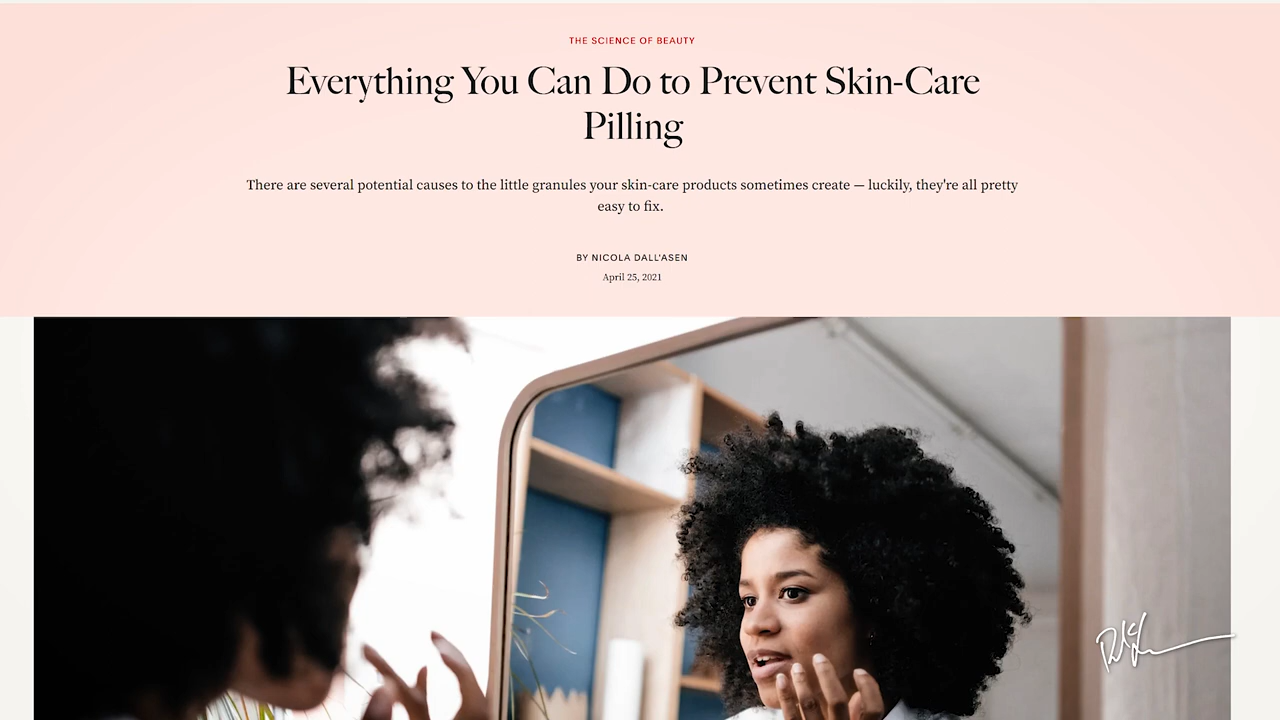 THE SCIENCE OF BEAUTY
Everything You Can Do to Prevent Skin-Care
Pilling
There are several potential causes to the little granules your skin-care products sometimes create — luckily, they're all pretty
easy to fix.
BY NICOLA DALL'ASEN
April 25, 2021